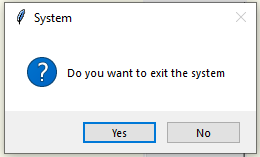 System
Do you want to exit the system
Yes
No